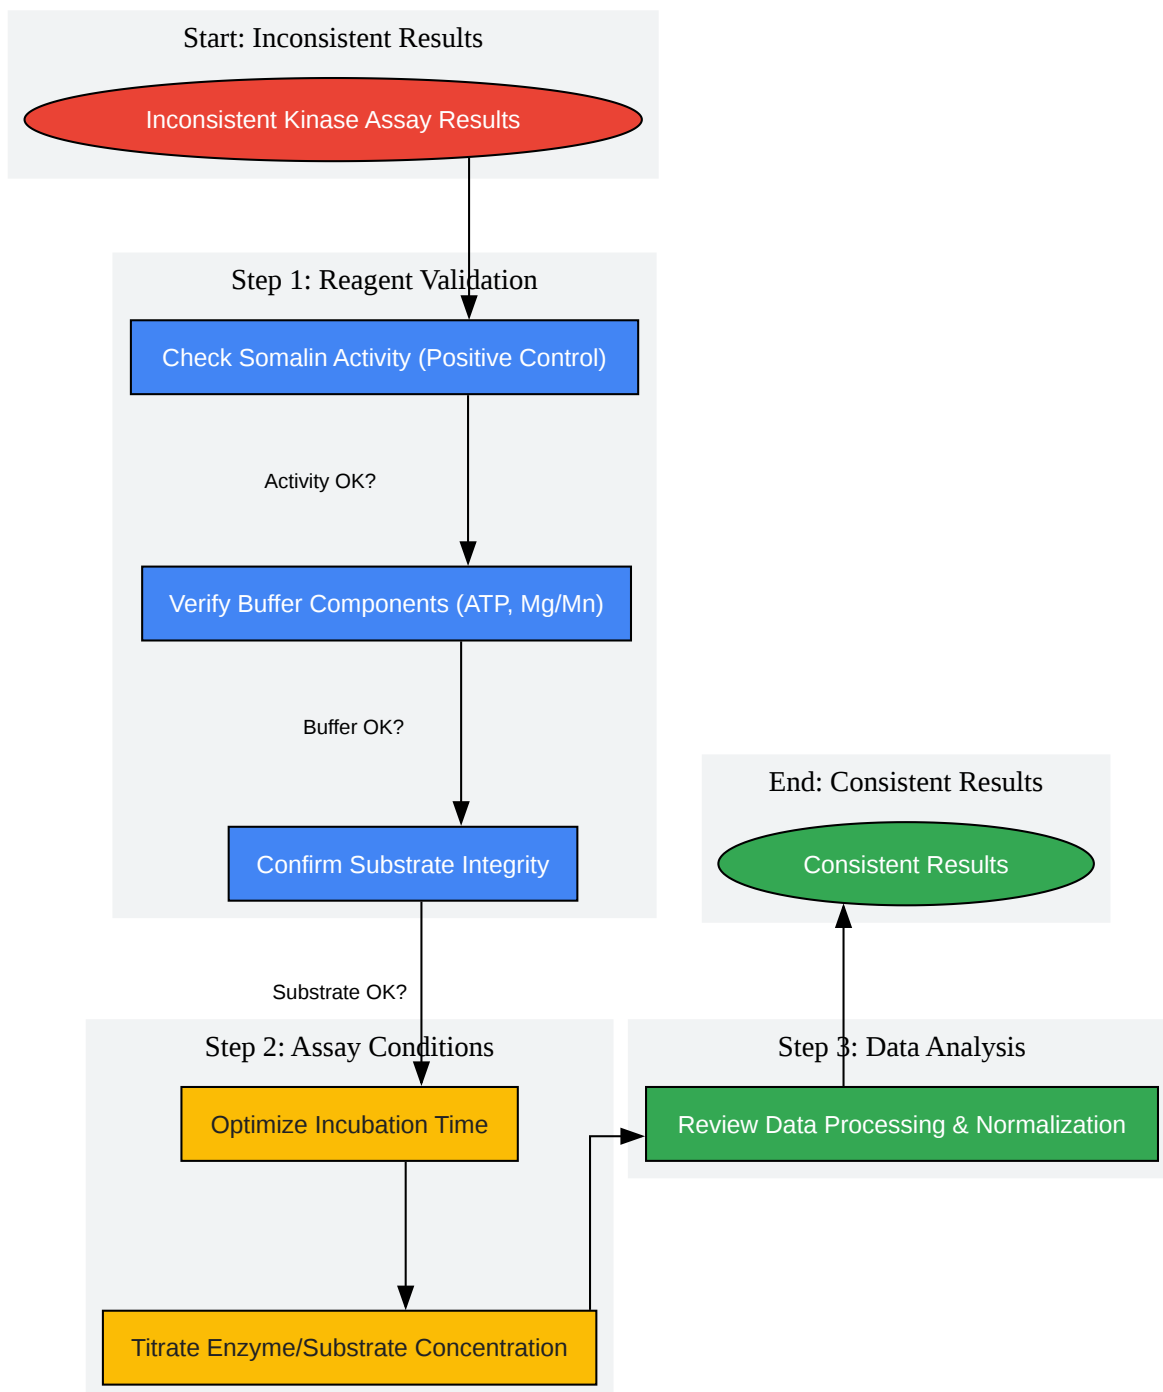 Start: Inconsistent Results
Inconsistent Kinase Assay Results
Step 1: Reagent Validation
Check Somalin Activity (Positive Control)
Activity OK?
Verify Buffer Components (ATP, Mg/Mn)
Buffer OK?
Confirm Substrate Integrity
Substrate OK?
Step 2: Assay Conditions
Optimize Incubation Time
Titrate Enzyme/Substrate Concentration
Step 3: Data Analysis
Review Data Processing & Normalization
End: Consistent Results
Consistent Results